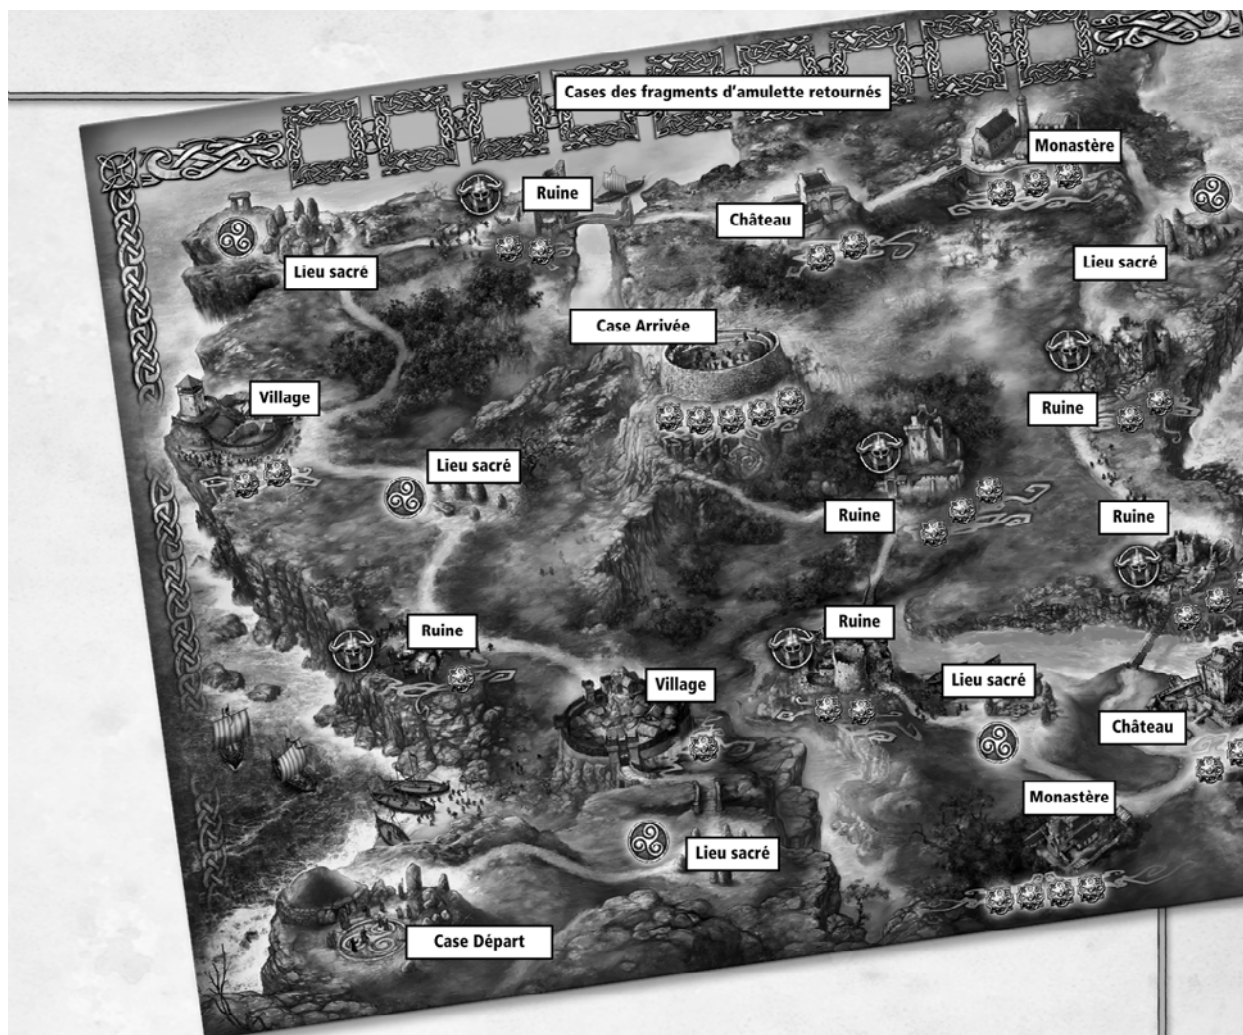 Cases des fragments d'amulette retournés
Monastère
Ruine
Château
Lieu sacré
Lieu sacré
Case Arrivée
Village
Ruine
Lieu sacré
Ruine
Ruine
Ruine
Ruine
Village
Lieu sacré
Château
Monastère
Lieu sacré
Case Départ